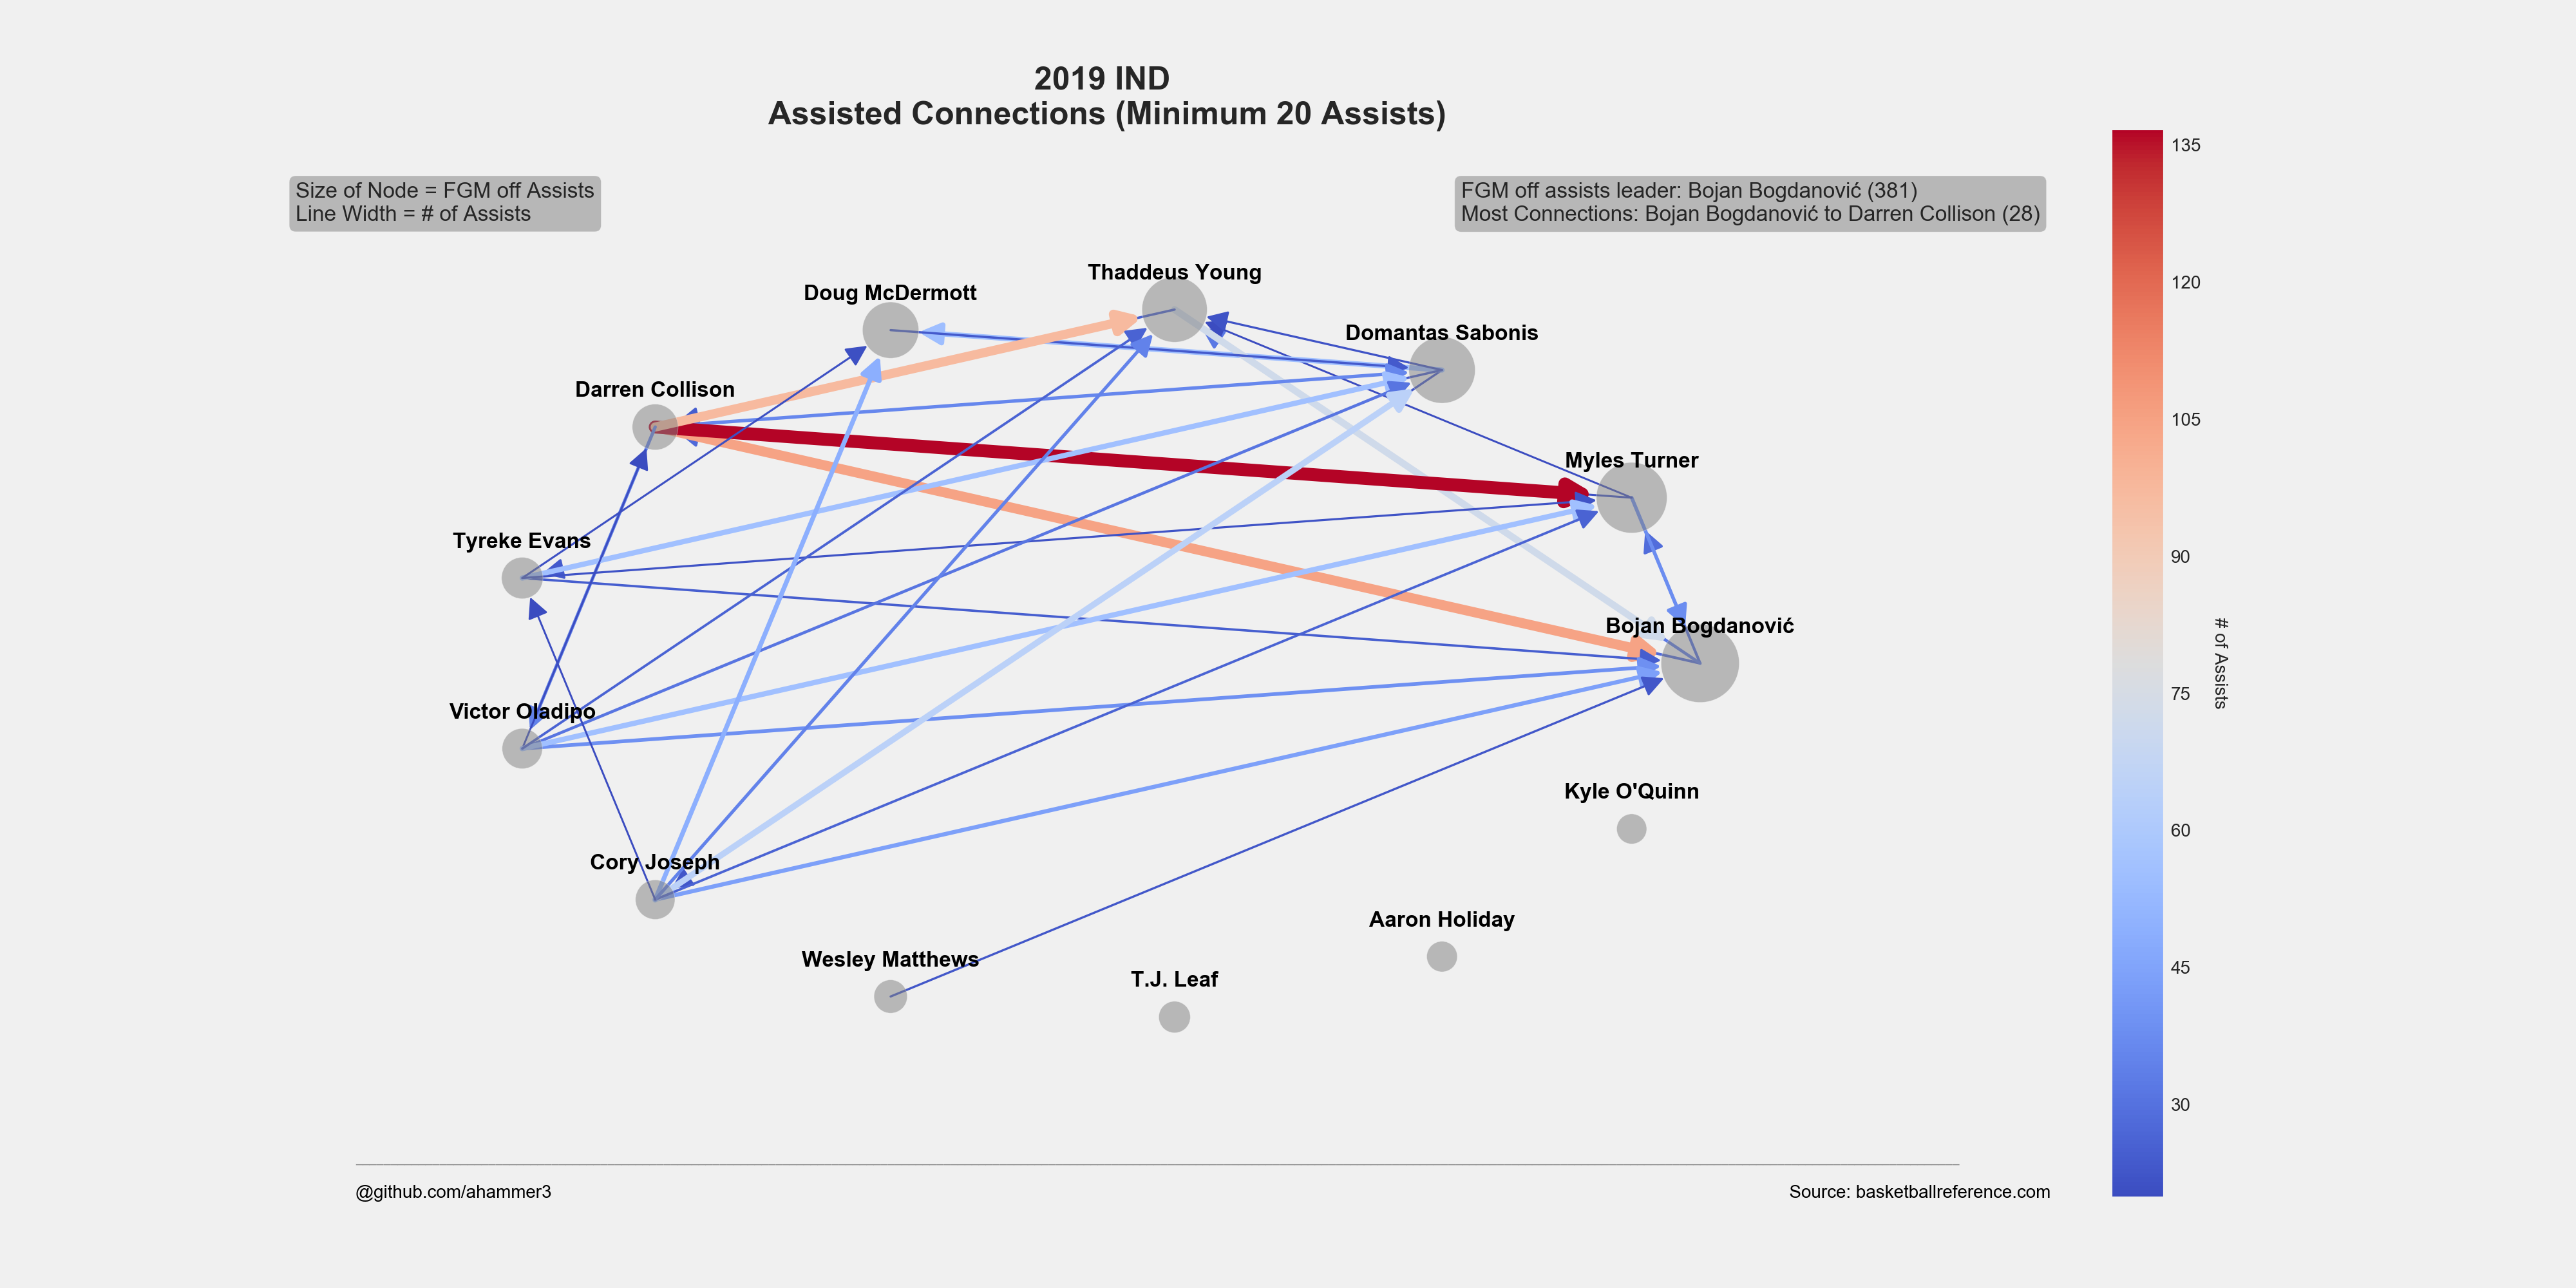 2019 IND
Assisted Connections (Minimum 20 Assists)
Size of Node = FGM off Assists
Line Width = # of Assists
FGM off assists leader: Bojan Bogdanović (381)
Most Connections: Bojan Bogdanović to Darren Collison (28)
Thaddeus Young
Doug McDermott
Domantas Sabonis
Darren Collison
Myles Turner
Tyreke Evans
Bojan Bogdanović
Victor Oladipo
Kyle O'Quinn
Cory Joseph
Aaron Holiday
Wesley Matthews
T.J. Leaf
135
120
105
90
75
60
45
30
# of Assists
@github.com/ahammer3
Source: basketballreference.com